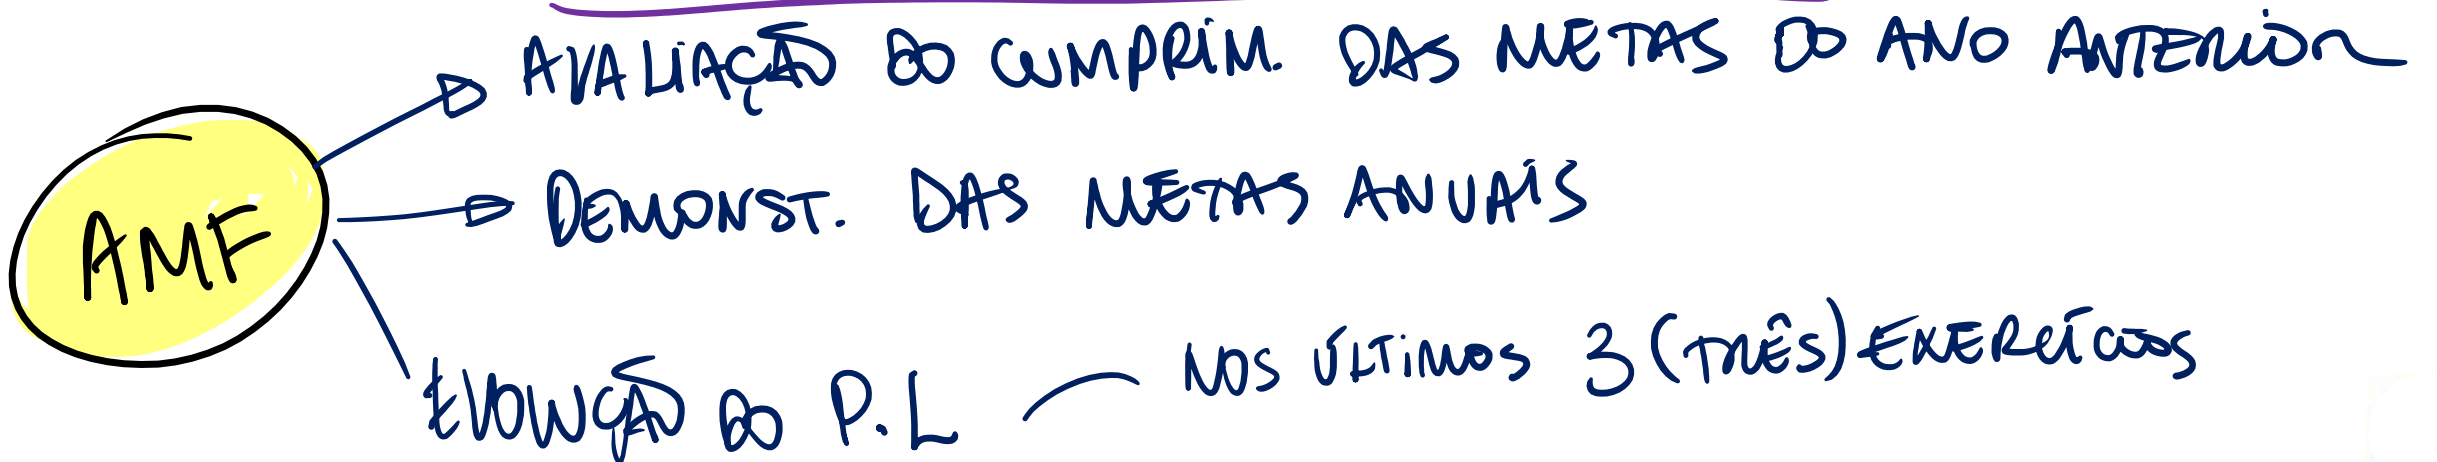 AVALIAÇÃO DO CUMPRIM. DAS METAS DO ANO ANTERIOR
AMF
DEMONST. DAS METAS ANUAIS
EVOLUÇÃO DO P.L
NOS ÚLTIMOS 3 (TRÊS) EXERCÍCIOS